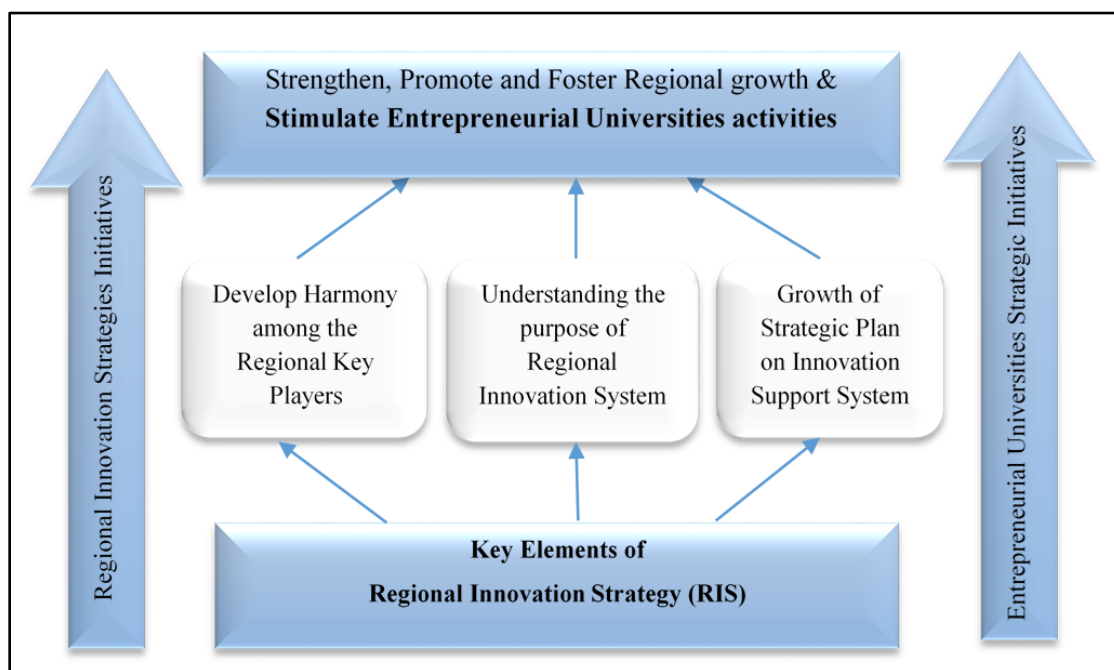 Strengthen, Promote and Foster Regional growth &
Stimulate Entrepreneurial Universities activities
Regional Innovation Strategies Initiatives
Develop Harmony
among the
Regional Key
Players
Understanding the
purpose of
Regional
Innovation System
Growth of
Strategic Plan
on Innovation
Support System
Entrepreneurial Universities Strategic Initiatives
Key Elements of
Regional Innovation Strategy (RIS)